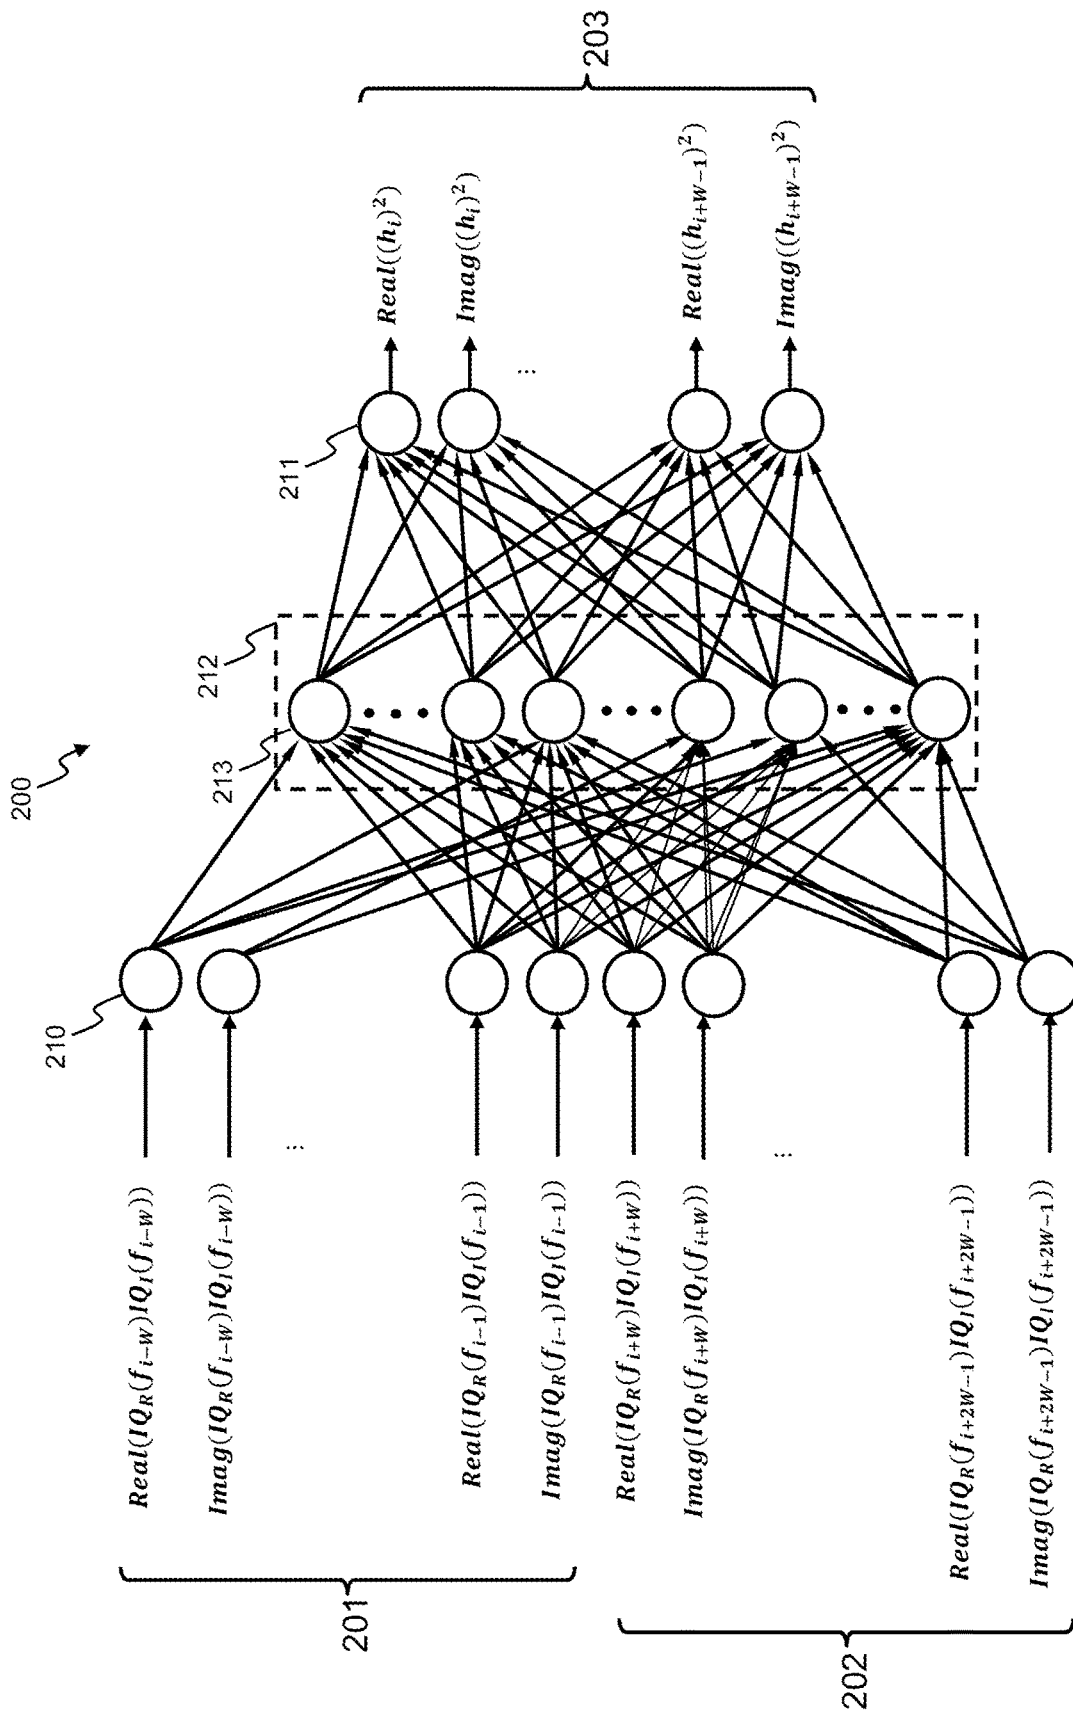 200
201
Real(IQ_R(f_{i−W})IQ_I(f_{i−W}))
Imag(IQ_R(f_{i−W})IQ_I(f_{i−W}))
...
Real(IQ_R(f_{i−1})IQ_I(f_{i−1}))
Imag(IQ_R(f_{i−1})IQ_I(f_{i−1}))
202
Real(IQ_R(f_{i+W})IQ_I(f_{i+W}))
Imag(IQ_R(f_{i+W})IQ_I(f_{i+W}))
...
Real(IQ_R(f_{i+2W−1})IQ_I(f_{i+2W−1}))
Imag(IQ_R(f_{i+2W−1})IQ_I(f_{i+2W−1}))
210
213
212
211
Real((h_i)^2)
Imag((h_i)^2)
...
Real((h_{i+W−1})^2)
Imag((h_{i+W−1})^2)
203